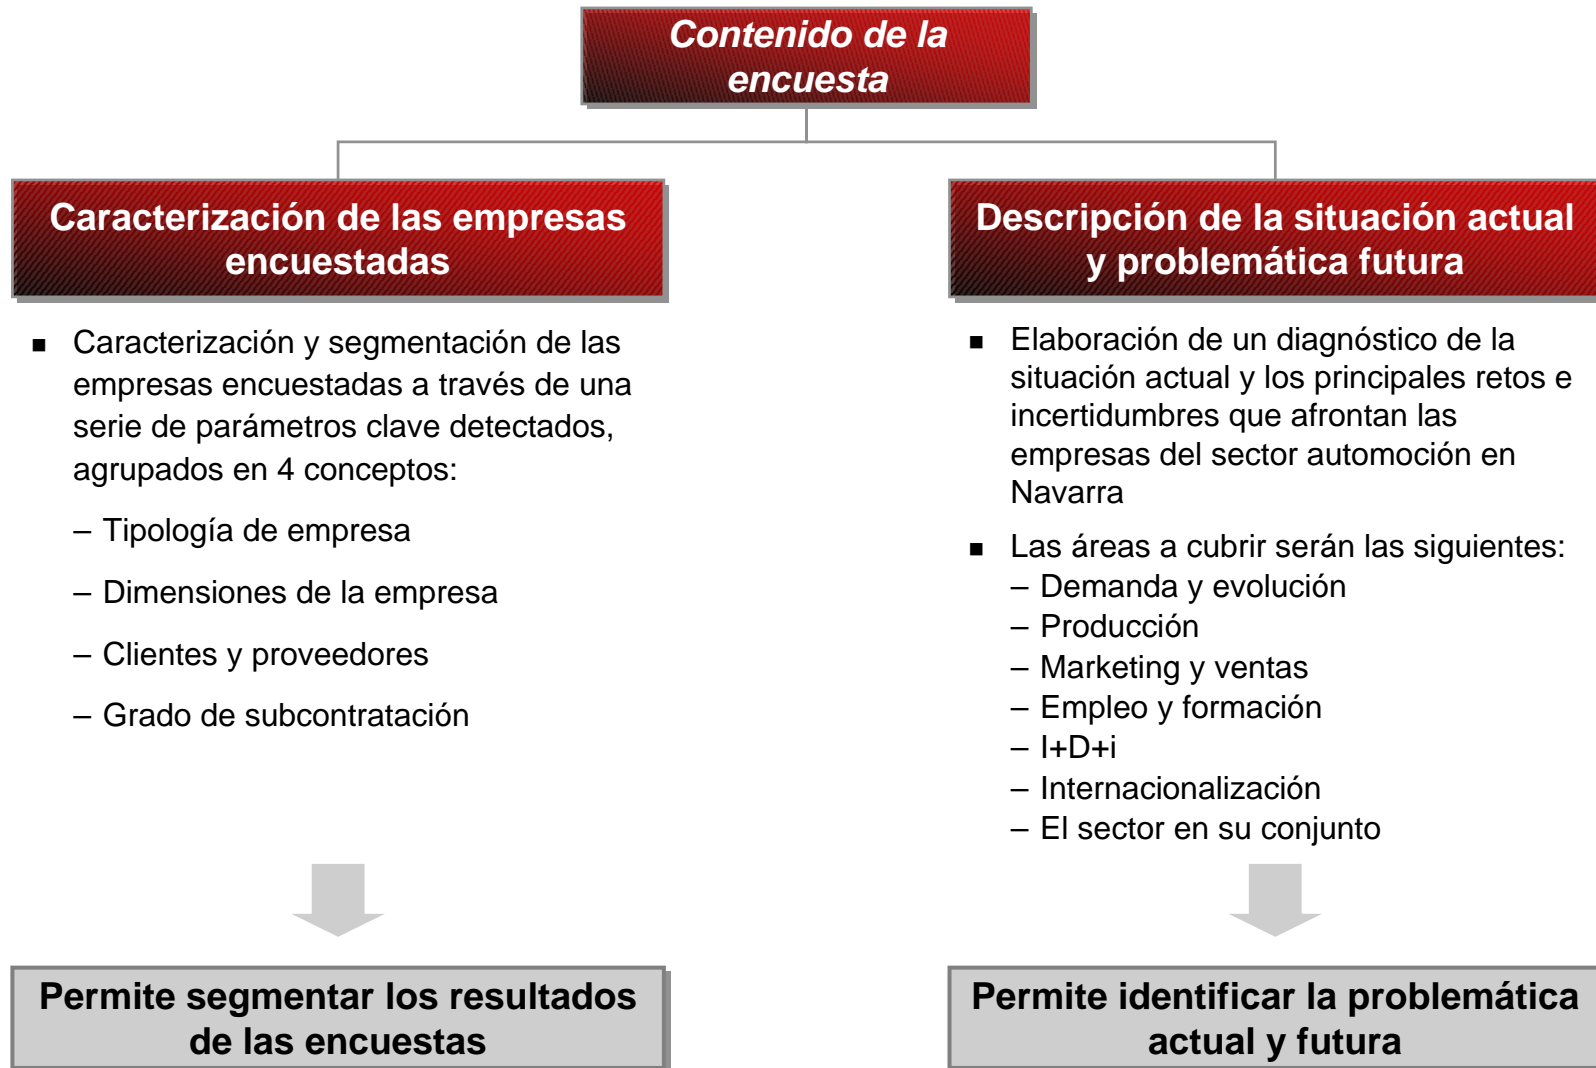 Contenido de la
encuesta
Caracterización de las empresas
encuestadas
■ Caracterización y segmentación de las
empresas encuestadas a través de una
serie de parámetros clave detectados,
agrupados en 4 conceptos:
– Tipología de empresa
– Dimensiones de la empresa
– Clientes y proveedores
– Grado de subcontratación
Permite segmentar los resultados
de las encuestas
Descripción de la situación actual
y problemática futura
■ Elaboración de un diagnóstico de la
situación actual y los principales retos e
incertidumbres que afrontan las
empresas del sector automoción en
Navarra
■ Las áreas a cubrir serán las siguientes:
– Demanda y evolución
– Producción
– Marketing y ventas
– Empleo y formación
– I+D+i
– Internacionalización
– El sector en su conjunto
Permite identificar la problemática
actual y futura